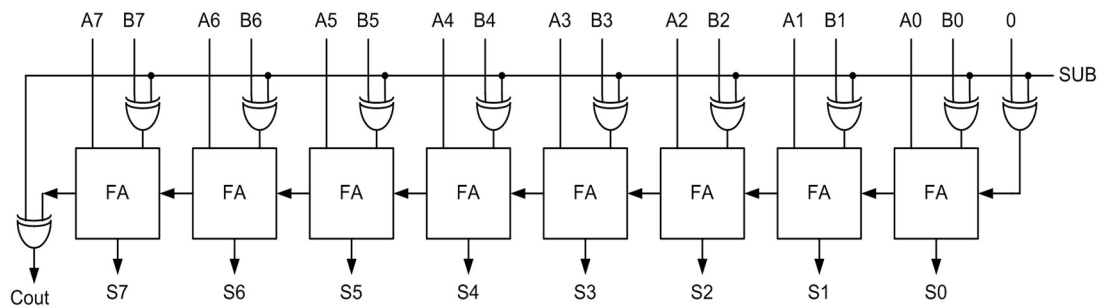 A7 B7 A6 B6 A5 B5 A4 B4 A3 B3 A2 B2 A1 B1 A0 B0 0
SUB
FA FA FA FA FA FA FA FA
Cout S7 S6 S5 S4 S3 S2 S1 S0